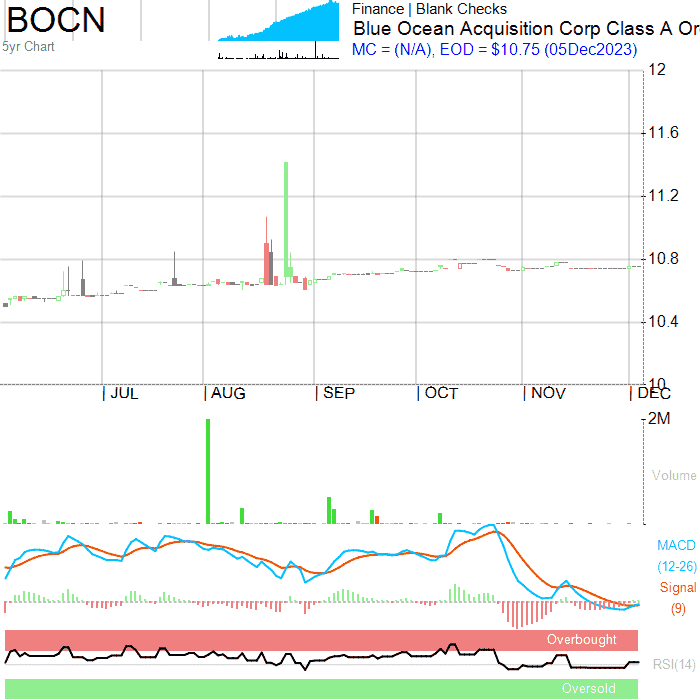 BOCN
5yr Chart
Finance | Blank Checks
Blue Ocean Acquisition Corp Class A Or
MC = (N/A), EOD = $10.75 (05Dec2023)
12
11.6
11.2
10.8
10.4
10
| JUL | AUG | SEP | OCT | NOV | DEC
2M
Volume
MACD
(12-26)
Signal
(9)
Overbought
RSI(14)
Oversold